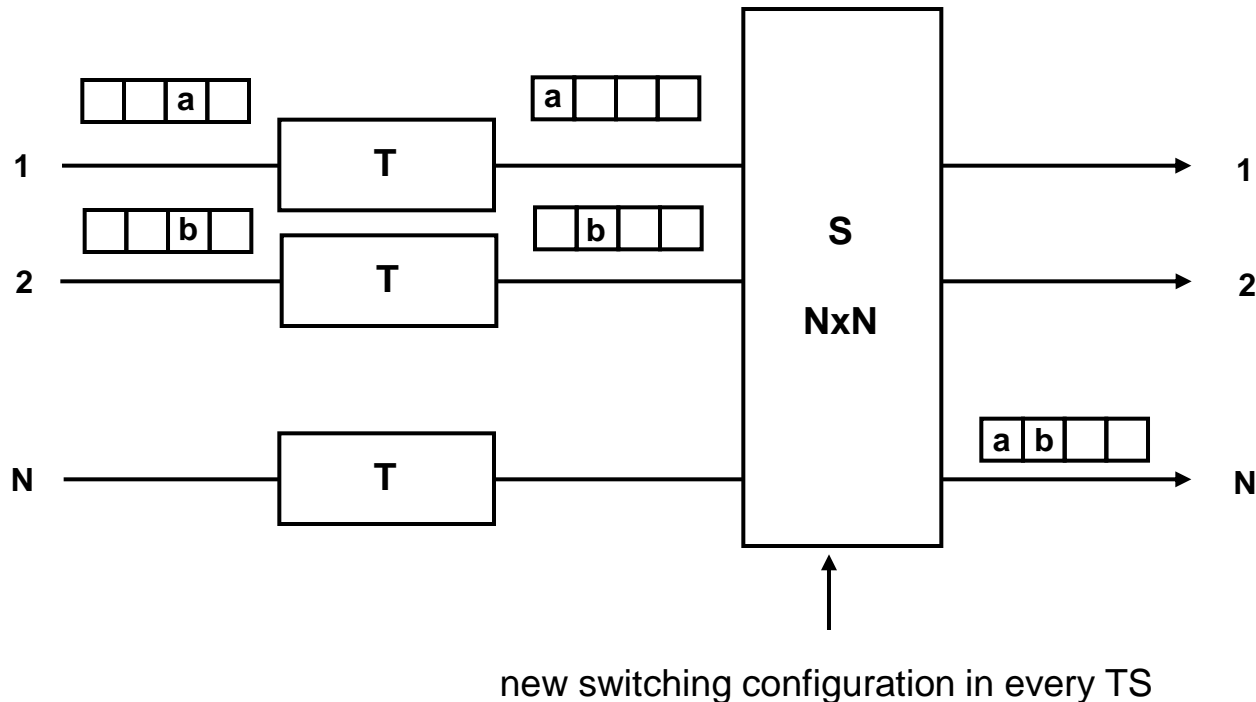 a a
1 T 1
b b S
2 T 2
NxN
a b
N T N
new switching configuration in every TS